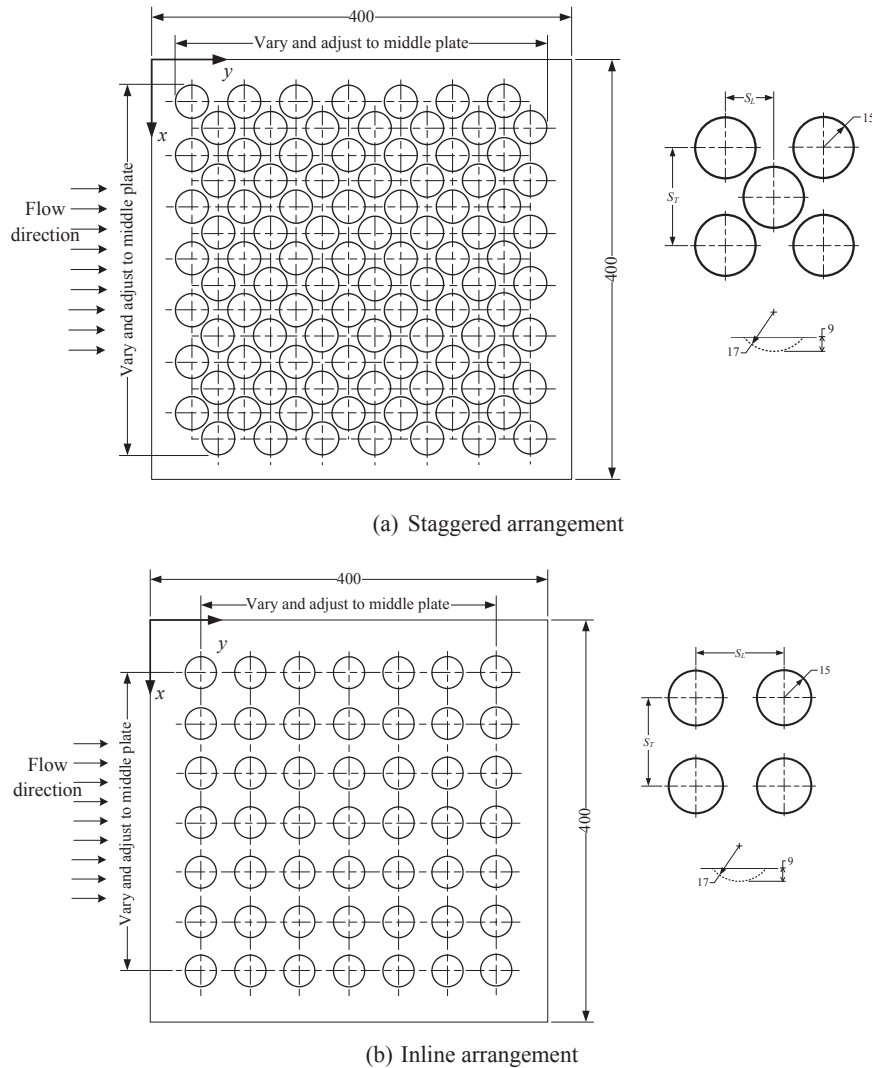 400
Vary and adjust to middle plate
y
x
Vary and adjust to middle plate
Flow
direction
400
S_L
15
S_T
9
17
(a) Staggered arrangement
400
Vary and adjust to middle plate
y
x
Vary and adjust to middle plate
Flow
direction
400
S_L
15
S_T
9
17
(b) Inline arrangement